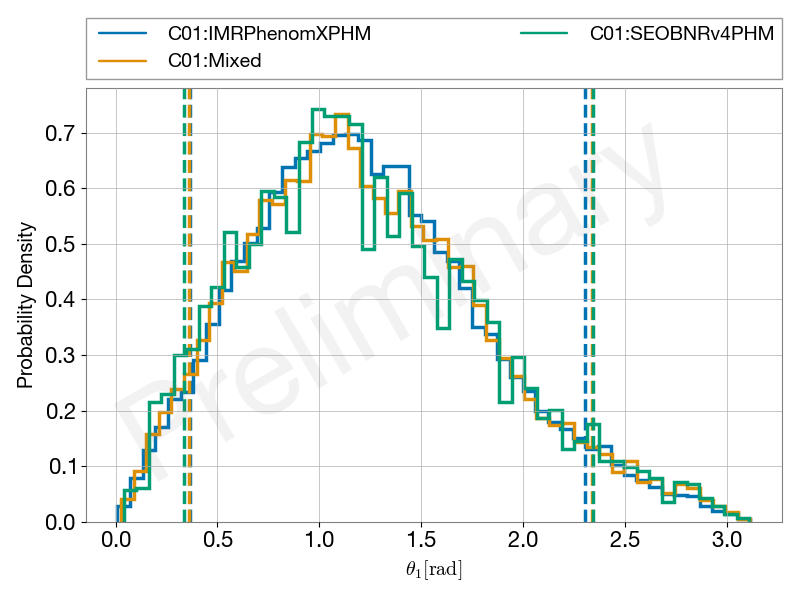 C01:IMRPhenomXPHM
C01:Mixed
C01:SEOBNRv4PHM
Preliminary
Probability Density
0.7
0.6
0.5
0.4
0.3
0.2
0.1
0.0
0.0 0.5 1.0 1.5 2.0 2.5 3.0
θ₁[rad]